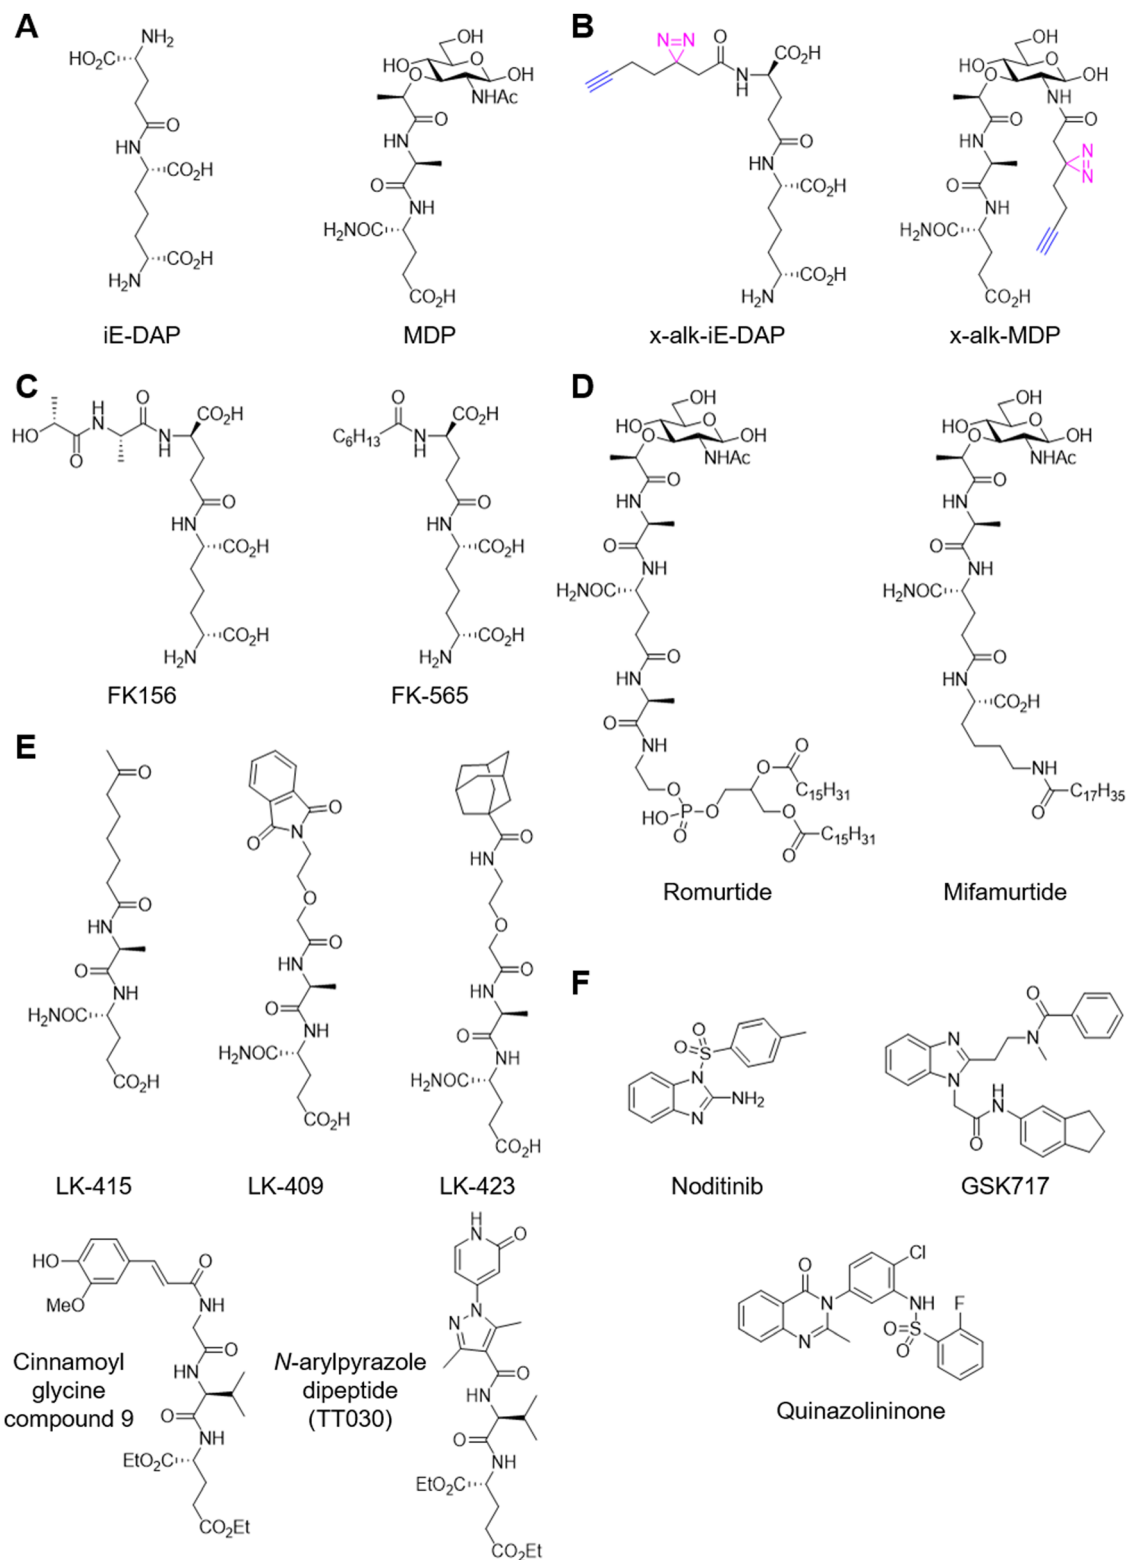 A
NH2
HO2C
O
HN
CO2H
CO2H
H2N
iE-DAP
OH
HO
O
O
OH
NHAc
O
HN
O
NH
H2NOC
CO2H
MDP
B
N=N
O
CO2H
N
H
O
HN
CO2H
CO2H
H2N
x-alk-iE-DAP
OH
HO
O
O
OH
NH
O
O
HN
N
N
O
NH
H2NOC
CO2H
x-alk-MDP
C
H
N
O
CO2H
HO
O
N
H
O
HN
CO2H
CO2H
H2N
FK156
O
CO2H
C6H13
N
H
O
HN
CO2H
CO2H
H2N
FK-565
D
OH
HO
O
O
OH
NHAc
O
HN
O
NH
H2NOC
O
HN
O
NH
O
O
C15H31
HO
P
O
O
O
O
C15H31
O
Romurtide
OH
HO
O
O
OH
NHAc
O
HN
O
NH
H2NOC
O
HN
CO2H
NH
C17H35
O
Mifamurtide
E
O
O
HN
O
NH
H2NOC
CO2H
LK-415
O
O
N
O
O
HN
O
NH
H2NOC
CO2H
LK-409
O
HN
O
O
HN
O
NH
H2NOC
CO2H
LK-423
HO
MeO
O
NH
O
HN
O
NH
EtO2C
CO2Et
Cinnamoyl
glycine
compound 9
H
N
O
N
N
O
HN
O
NH
EtO2C
CO2Et
N-arylpyrazole
dipeptide
(TT030)
F
O
O
S
N
NH2
N
Noditinib
O
N
N
N
H
N
O
GSK717
O
Cl
N
NH
F
N
O
S
O
Quinazolininone